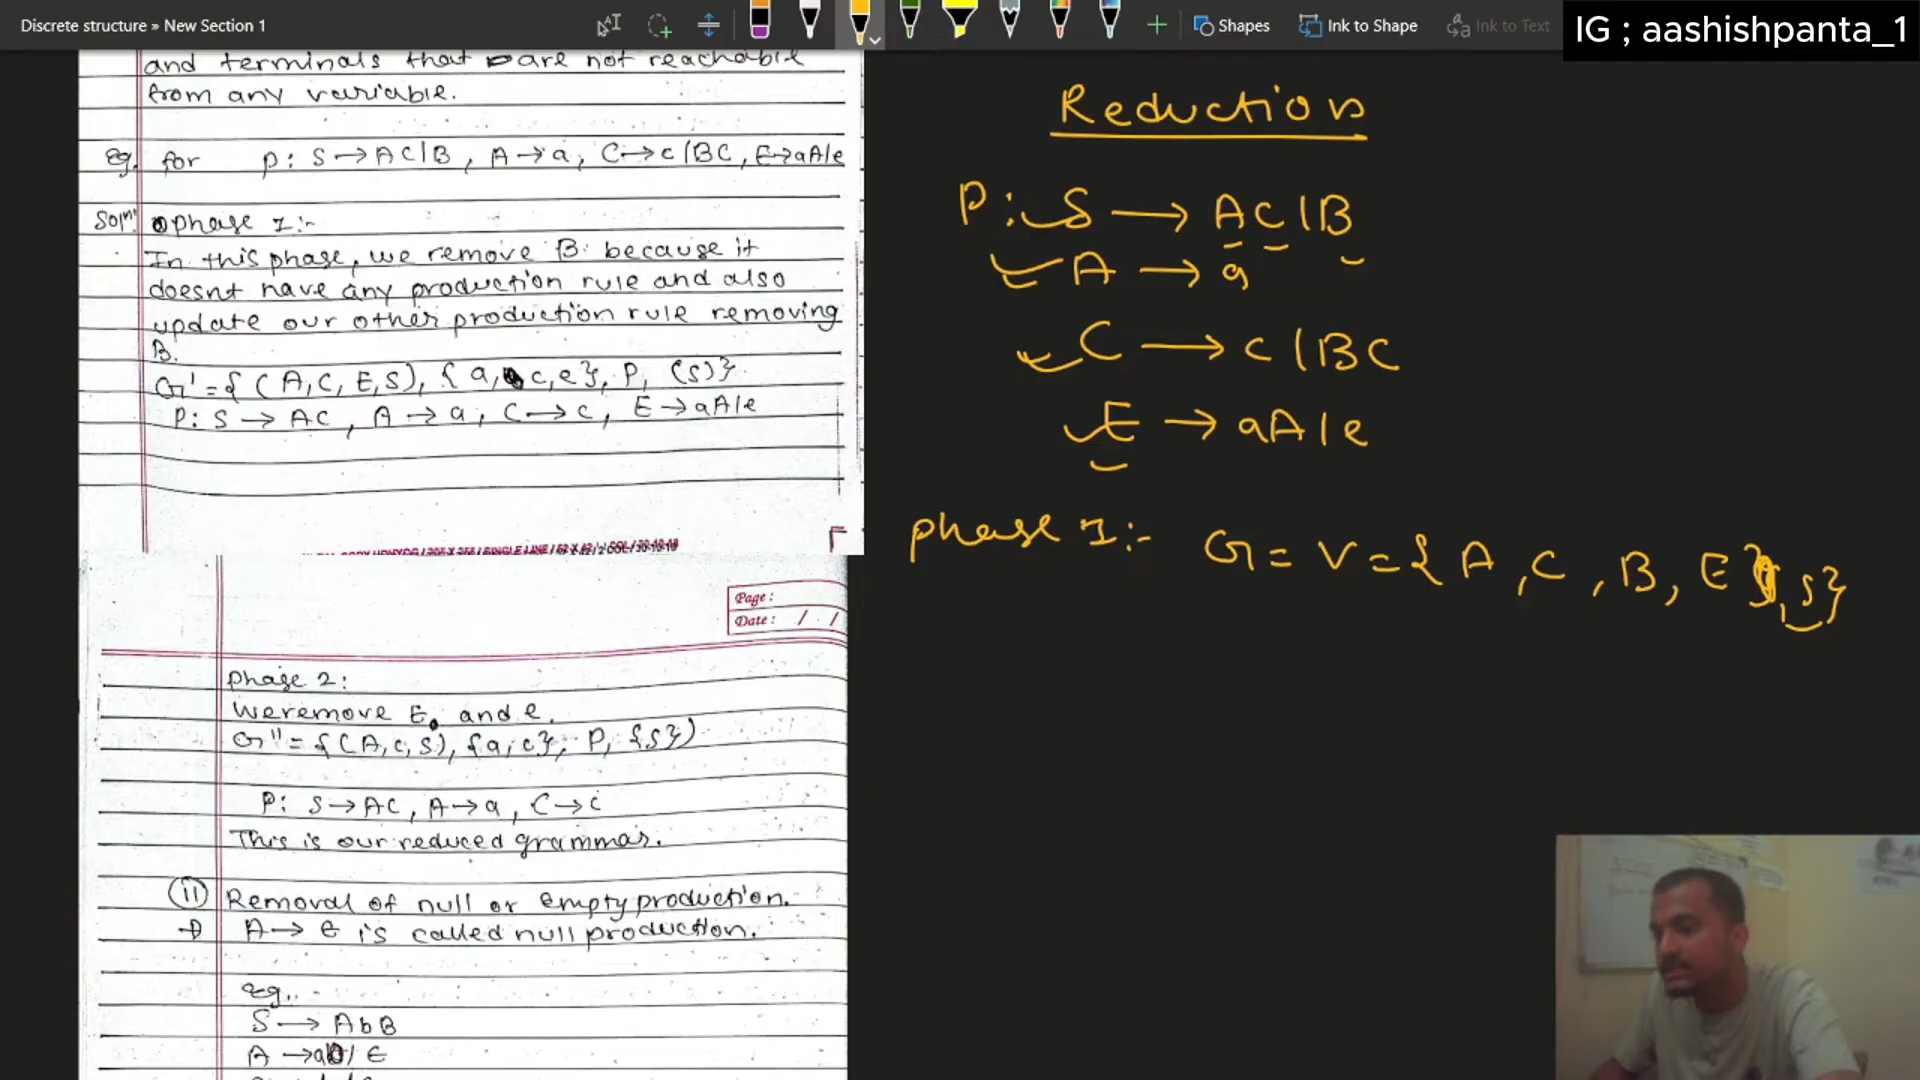 Discrete structure » New Section 1
Shapes
Ink to Shape
Ink to Text
IG ; aashishpanta_1
and terminals that are not reachable
from any variable.
eg. for P: S → AC|B, A → a, C → c|BC, E → aA|e
Soln: phase 1:-
In this phase, we remove B because it
doesnt have any production rule and also
update our other production rule removing
B.
G' = { (A, C, E, S), { a, c, e }, P, (S) }
P: S → AC, A → a, C → c, E → aA|e
Page :
Date : / /
phase 2:
We remove E and e.
G'' = { (A, C, S), {a, c}, P, {S} )
P: S → AC, A → a, C → c
This is our reduced grammar.
(ii) Removal of null or empty production.
→ A → ϵ is called null production.
eg.
S → AbB
A → a / ϵ
Reduction
P: S → AC|B
A → a
C → c|BC
E → aA|e
phase 1:- G = V = { A, C, B, E, S }